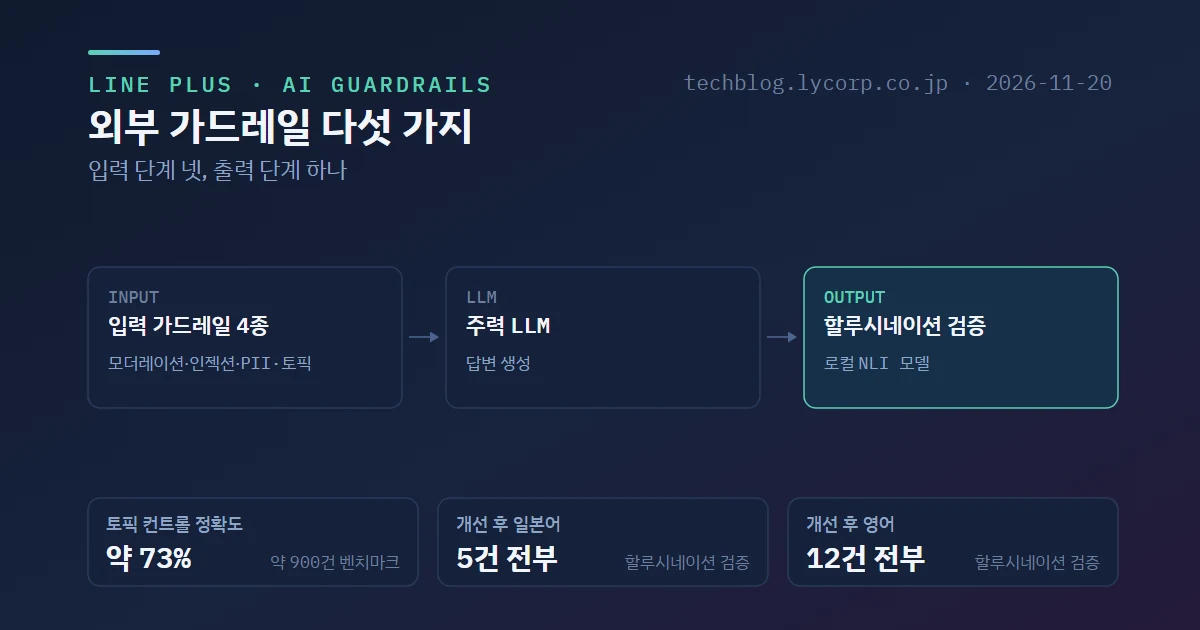 LINE PLUS · AI GUARDRAILS
techblog.lycorp.co.jp · 2026-11-20
외부 가드레일 다섯 가지
입력 단계 넷, 출력 단계 하나
INPUT
입력 가드레일 4종
모더레이션·인젝션·PII·토픽
LLM
주력 LLM
답변 생성
OUTPUT
할루시네이션 검증
로컬 NLI 모델
토픽 컨트롤 정확도
약 73%
약 900건 벤치마크
개선 후 일본어
5건 전부
할루시네이션 검증
개선 후 영어
12건 전부
할루시네이션 검증